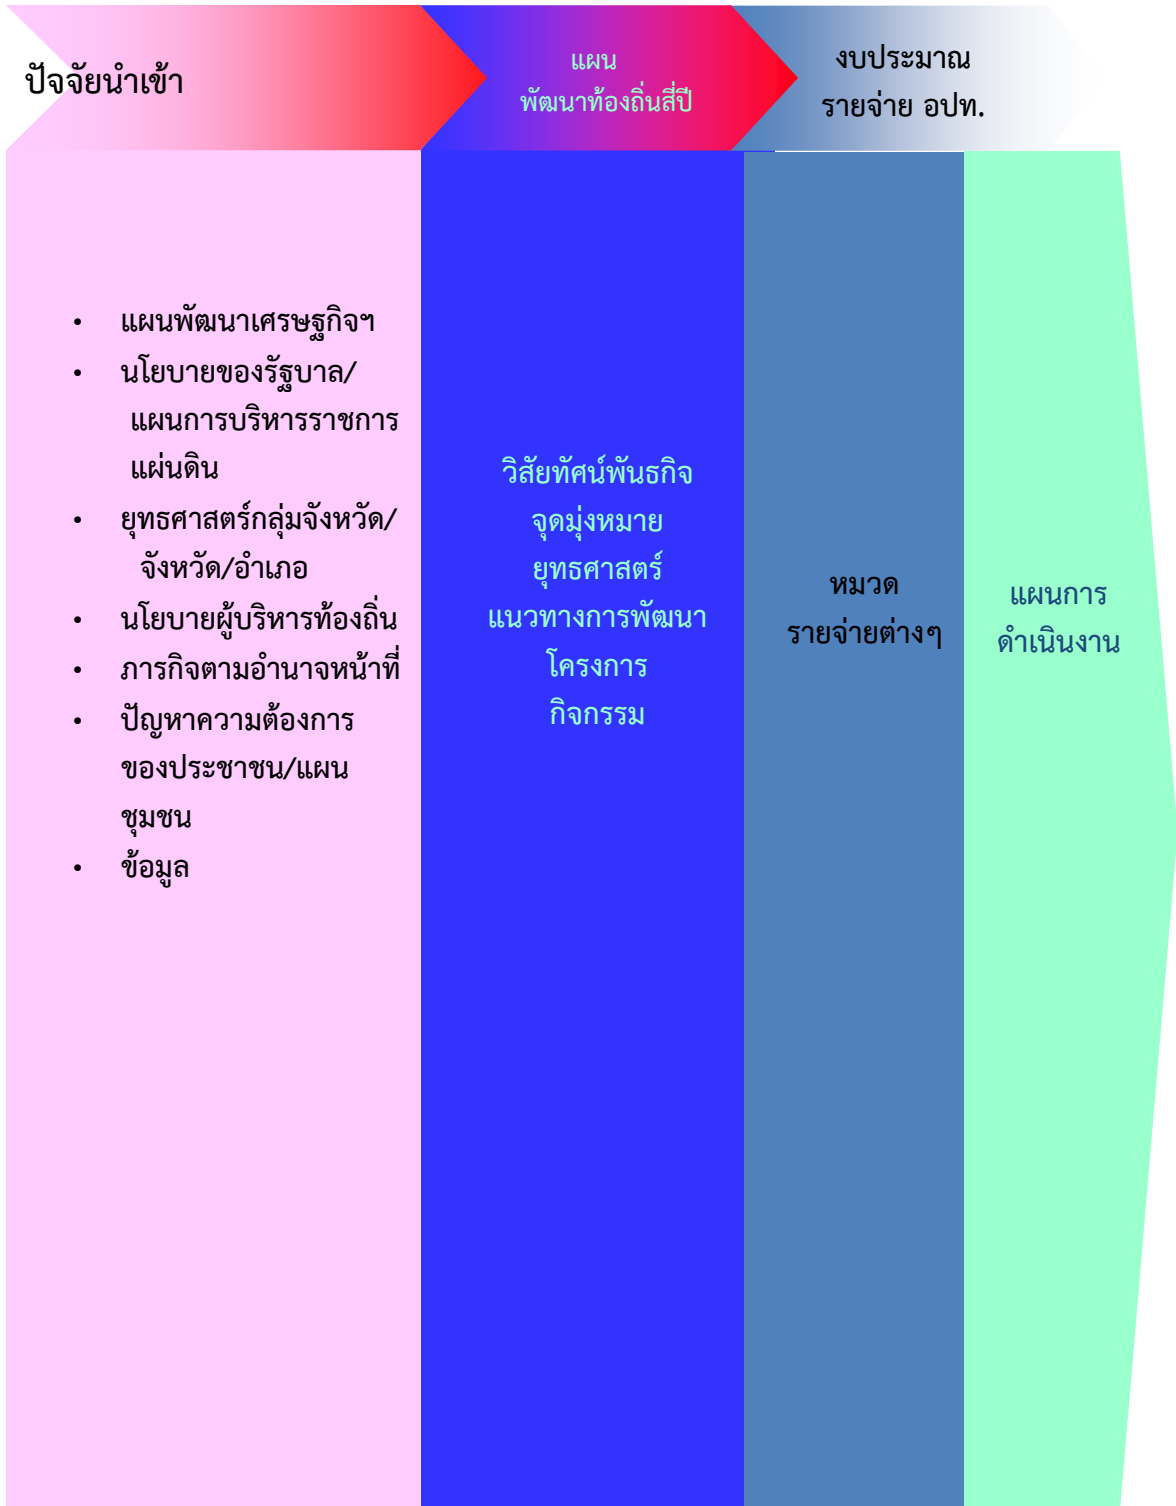 ปัจจัยนำเข้า
แผน
พัฒนาท้องถิ่นสี่ปี
งบประมาณ
รายจ่าย อปท.
• แผนพัฒนาเศรษฐกิจฯ
• นโยบายของรัฐบาล/
แผนการบริหารราชการ
แผ่นดิน
• ยุทธศาสตร์กลุ่มจังหวัด/
จังหวัด/อำเภอ
• นโยบายผู้บริหารท้องถิ่น
• ภารกิจตามอำนาจหน้าที่
• ปัญหาความต้องการ
ของประชาชน/แผน
ชุมชน
• ข้อมูล
วิสัยทัศน์พันธกิจ
จุดมุ่งหมาย
ยุทธศาสตร์
แนวทางการพัฒนา
โครงการ
กิจกรรม
หมวด
รายจ่ายต่างๆ
แผนการ
ดำเนินงาน